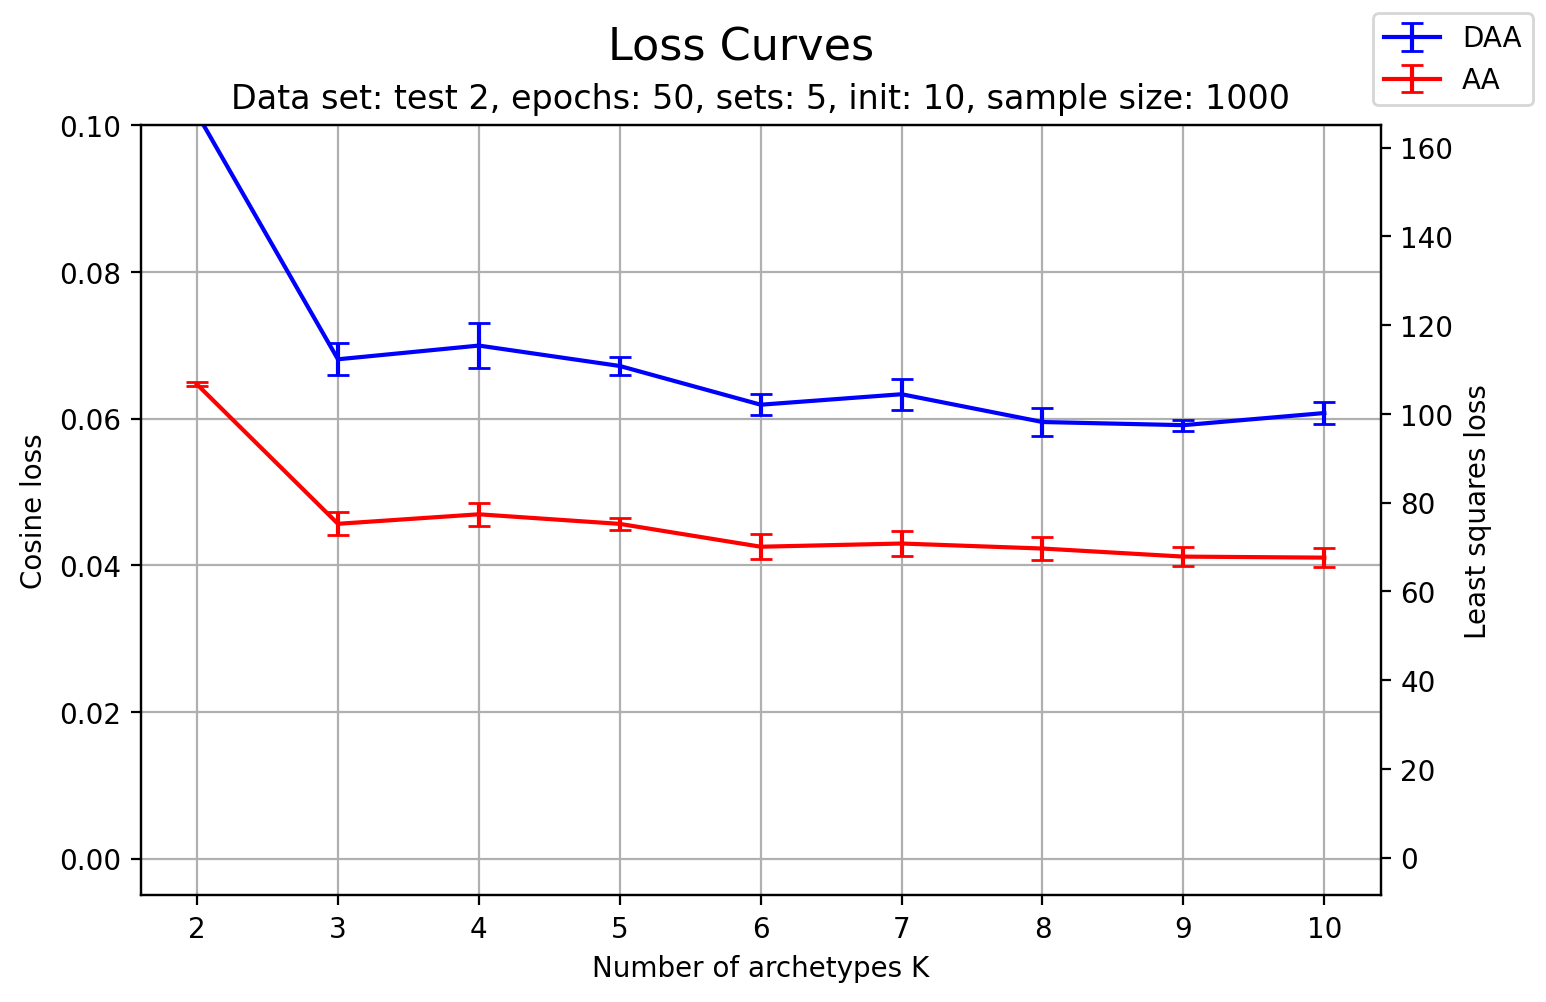 Loss Curves
Data set: test 2, epochs: 50, sets: 5, init: 10, sample size: 1000
DAA
AA
Cosine loss
0.10
0.08
0.06
0.04
0.02
0.00
160
140
120
100
80
60
40
20
0
Least squares loss
2 3 4 5 6 7 8 9 10
Number of archetypes K